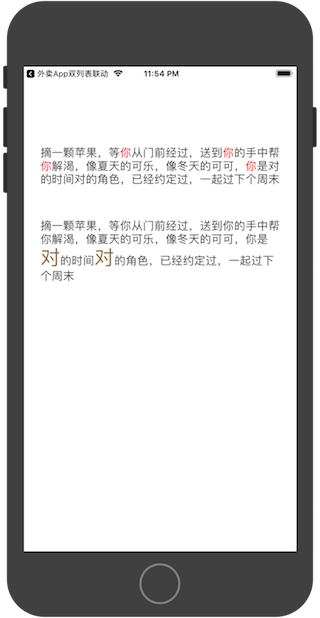 外卖App双列表联动 11:54 PM
摘一颗苹果，等你从门前经过，送到你的手中帮
你解渴，像夏天的可乐，像冬天的可可，你是对
的时间对的角色，已经约定过，一起过下个周末
摘一颗苹果，等你从门前经过，送到你的手中帮
你解渴，像夏天的可乐，像冬天的可可，你是
对的时间对的角色，已经约定过，一起过下
个周末